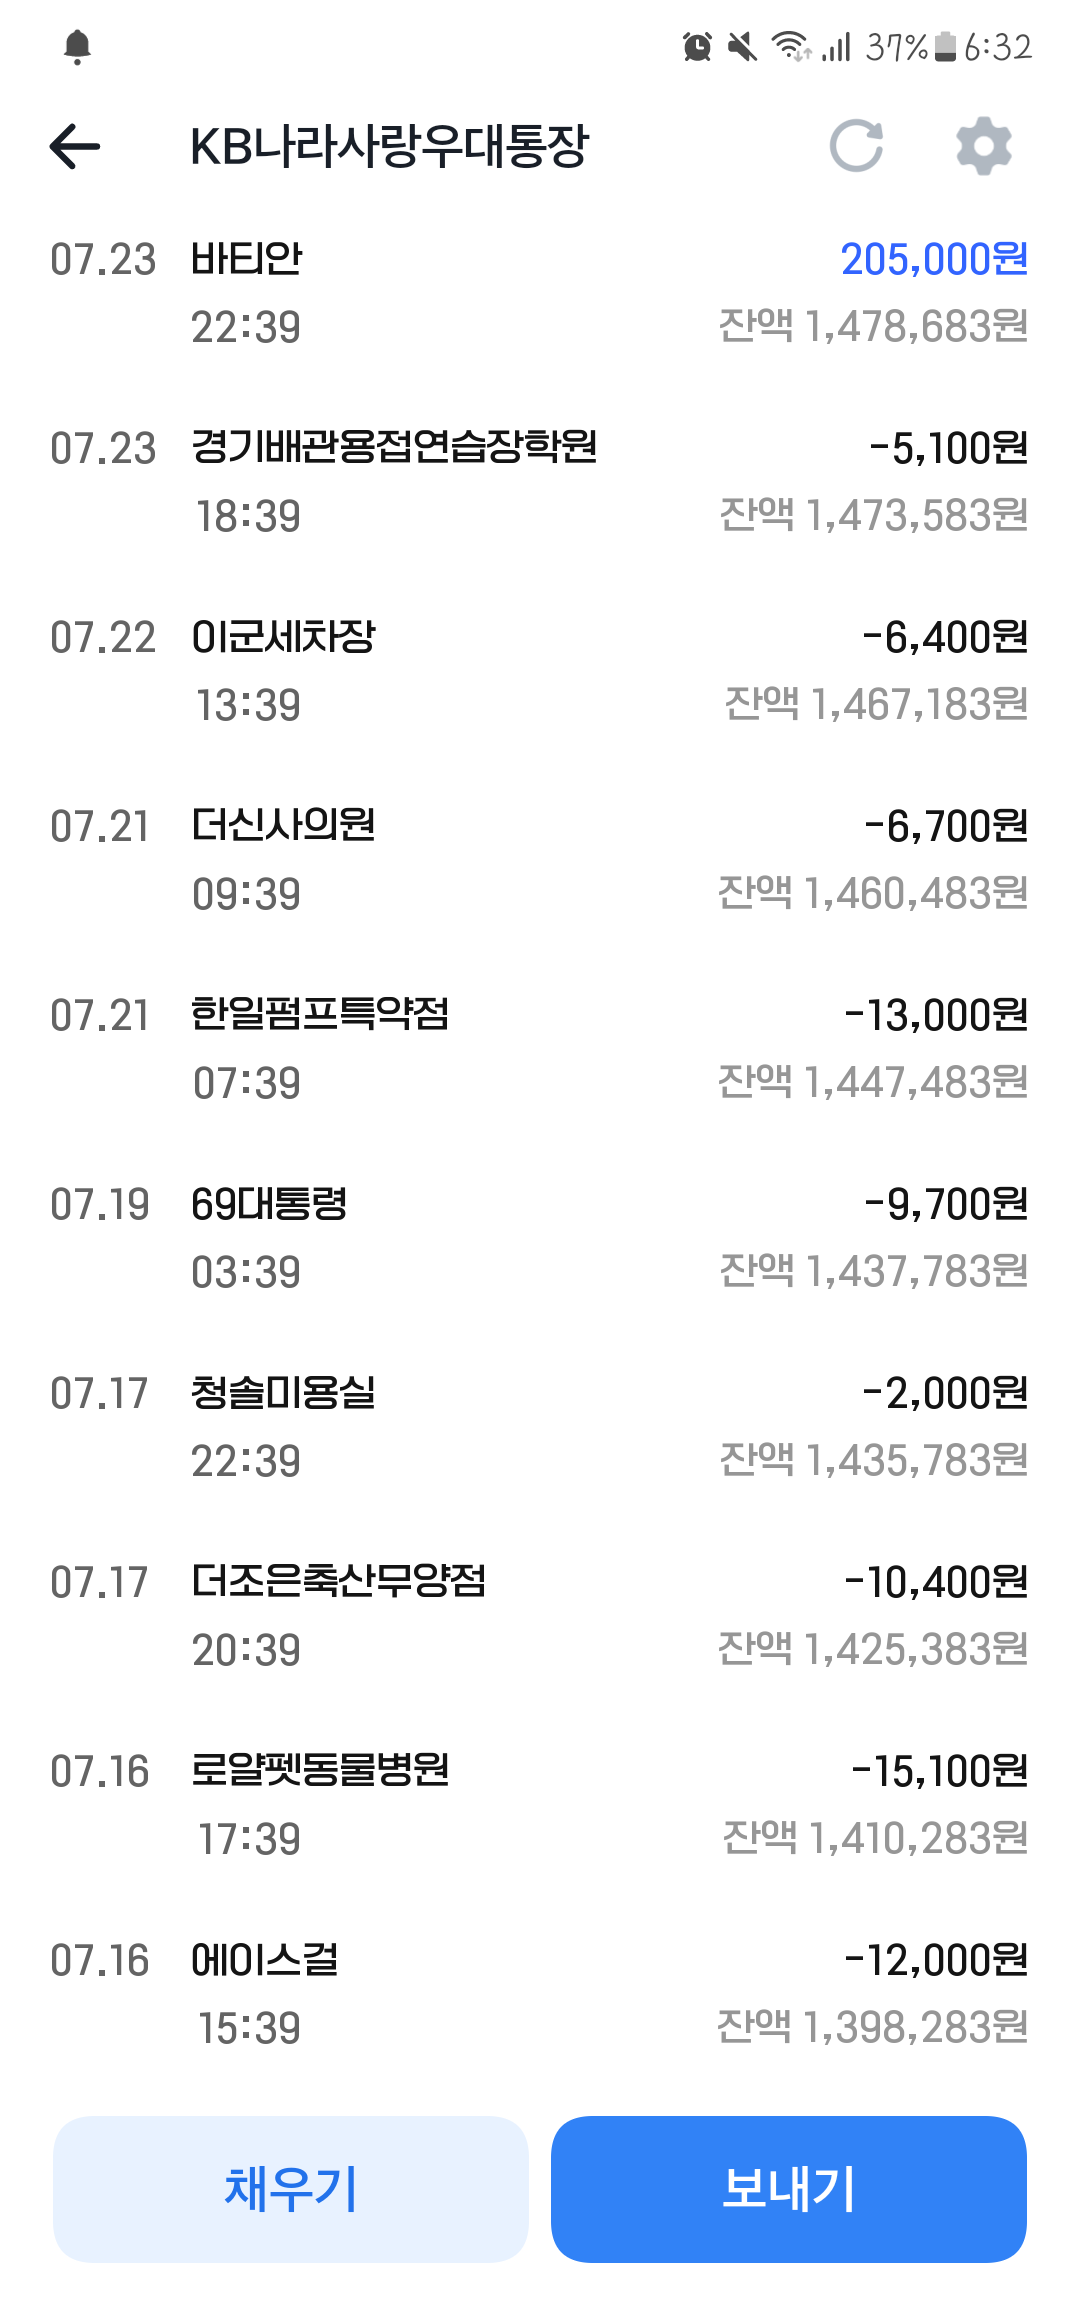 37% 6:32
KB나라사랑우대통장
07.23 바티안 205,000원
22:39 잔액 1,478,683원
07.23 경기배관용접연습장학원 -5,100원
18:39 잔액 1,473,583원
07.22 이군세차장 -6,400원
13:39 잔액 1,467,183원
07.21 더신사의원 -6,700원
09:39 잔액 1,460,483원
07.21 한일펌프특약점 -13,000원
07:39 잔액 1,447,483원
07.19 69대통령 -9,700원
03:39 잔액 1,437,783원
07.17 청솔미용실 -2,000원
22:39 잔액 1,435,783원
07.17 더조은축산무양점 -10,400원
20:39 잔액 1,425,383원
07.16 로얄펫동물병원 -15,100원
17:39 잔액 1,410,283원
07.16 에이스걸 -12,000원
15:39 잔액 1,398,283원
채우기 보내기